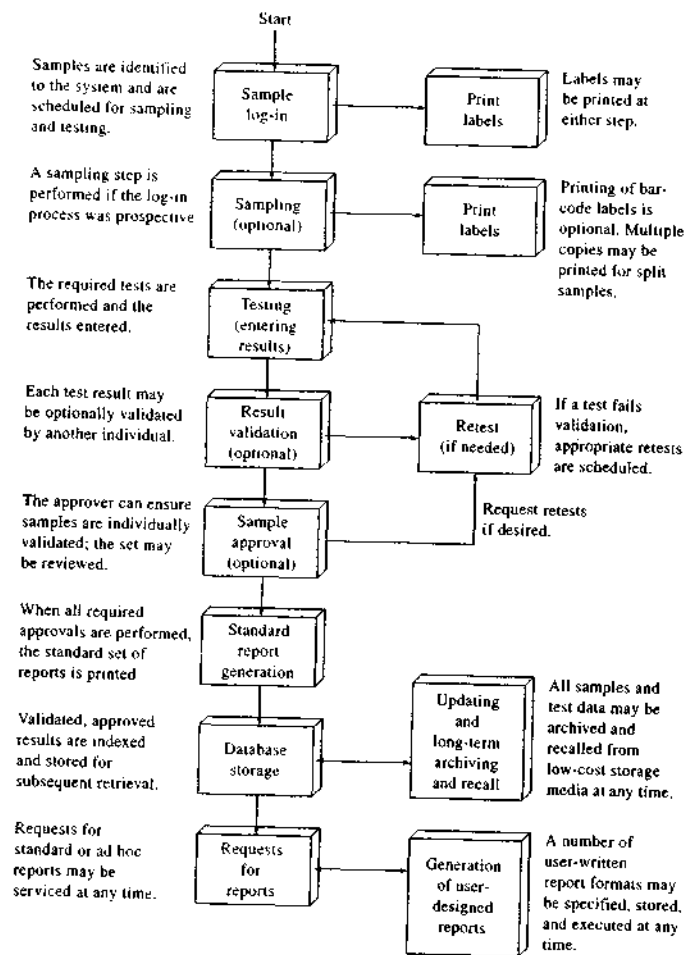 Start
Samples are identified
to the system and are
scheduled for sampling
and testing.
Sample
log-in
Print
labels
Labels may
be printed at
either step.
A sampling step is
performed if the log-in
process was prospective
Sampling
(optional)
Print
labels
Printing of bar-
code labels is
optional. Multiple
copies may be
printed for split
samples.
The required tests are
performed and the
results entered.
Testing
(entering
results)
Each test result may
be optionally validated
by another individual.
Result
validation
(optional)
Retest
(if needed)
If a test fails
validation,
appropriate retests
are scheduled.
The approver can ensure
samples are individually
validated; the set may
be reviewed.
Sample
approval
(optional)
Request retests
if desired.
When all required
approvals are performed,
the standard set of
reports is printed
Standard
report
generation
Validated, approved
results are indexed
and stored for
subsequent retrieval.
Database
storage
Updating
and
long-term
archiving
and recall
All samples and
test data may be
archived and
recalled from
low-cost storage
media at any time.
Requests for
standard or ad hoc
reports may be
serviced at any time.
Requests
for
reports
Generation
of user-
designed
reports
A number of
user-written
report formats may
be specified, stored,
and executed at any
time.